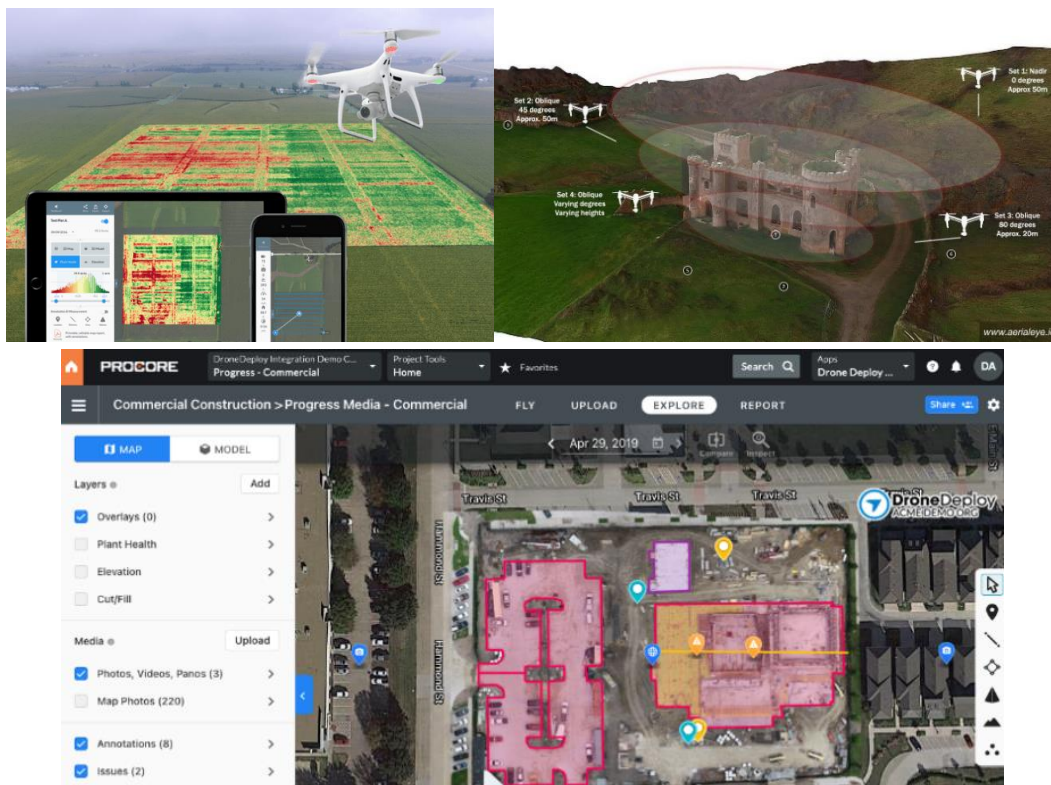 Set 1: Nadir
0 degrees
Approx 50m
Set 2: Oblique
45 degrees
Approx. 50m
Set 4: Oblique
Varying degrees
Varying heights
Set 3: Oblique
80 degrees
Approx. 20m
www.aerialeye.i
PROCORE
DroneDeploy Integration Demo C...
Progress - Commercial
Project Tools
Home
Favorites
Search
Apps
Drone Deploy ...
DA
Commercial Construction > Progress Media - Commercial
FLY
UPLOAD
EXPLORE
REPORT
Share
MAP
MODEL
Apr 29, 2019
Compare
Inspect
Layers
Add
Overlays (0)
Plant Health
Elevation
Cut/Fill
Media
Upload
Photos, Videos, Panos (3)
Map Photos (220)
Annotations (8)
Issues (2)
Travis St
Travis St
Travis St
DroneDeploy
ACMEIDEMO.ORG
Hammond St
Hammond St